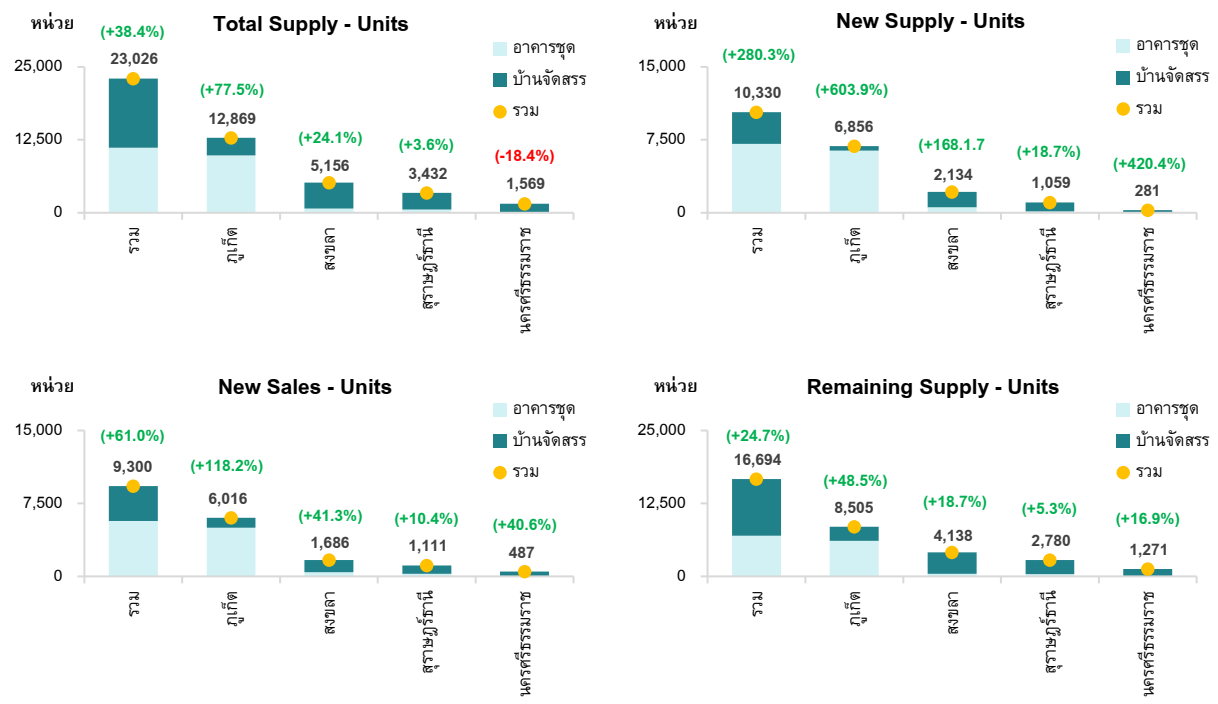 หน่วย
Total Supply - Units
อาคารชุด
บ้านจัดสรร
รวม
25,000
12,500
0
(+38.4%)
23,026
(+77.5%)
12,869
(+24.1%)
5,156
(+3.6%)
3,432
(-18.4%)
1,569
รวม
ภูเก็ต
สงขลา
สุราษฎร์ธานี
นครศรีธรรมราช
หน่วย
New Supply - Units
อาคารชุด
บ้านจัดสรร
รวม
15,000
7,500
0
(+280.3%)
10,330
(+603.9%)
6,856
(+168.1.7
2,134
(+18.7%)
1,059
(+420.4%)
281
รวม
ภูเก็ต
สงขลา
สุราษฎร์ธานี
นครศรีธรรมราช
หน่วย
New Sales - Units
อาคารชุด
บ้านจัดสรร
รวม
15,000
7,500
0
(+61.0%)
9,300
(+118.2%)
6,016
(+41.3%)
1,686
(+10.4%)
1,111
(+40.6%)
487
รวม
ภูเก็ต
สงขลา
สุราษฎร์ธานี
นครศรีธรรมราช
หน่วย
Remaining Supply - Units
อาคารชุด
บ้านจัดสรร
รวม
25,000
12,500
0
(+24.7%)
16,694
(+48.5%)
8,505
(+18.7%)
4,138
(+5.3%)
2,780
(+16.9%)
1,271
รวม
ภูเก็ต
สงขลา
สุราษฎร์ธานี
นครศรีธรรมราช